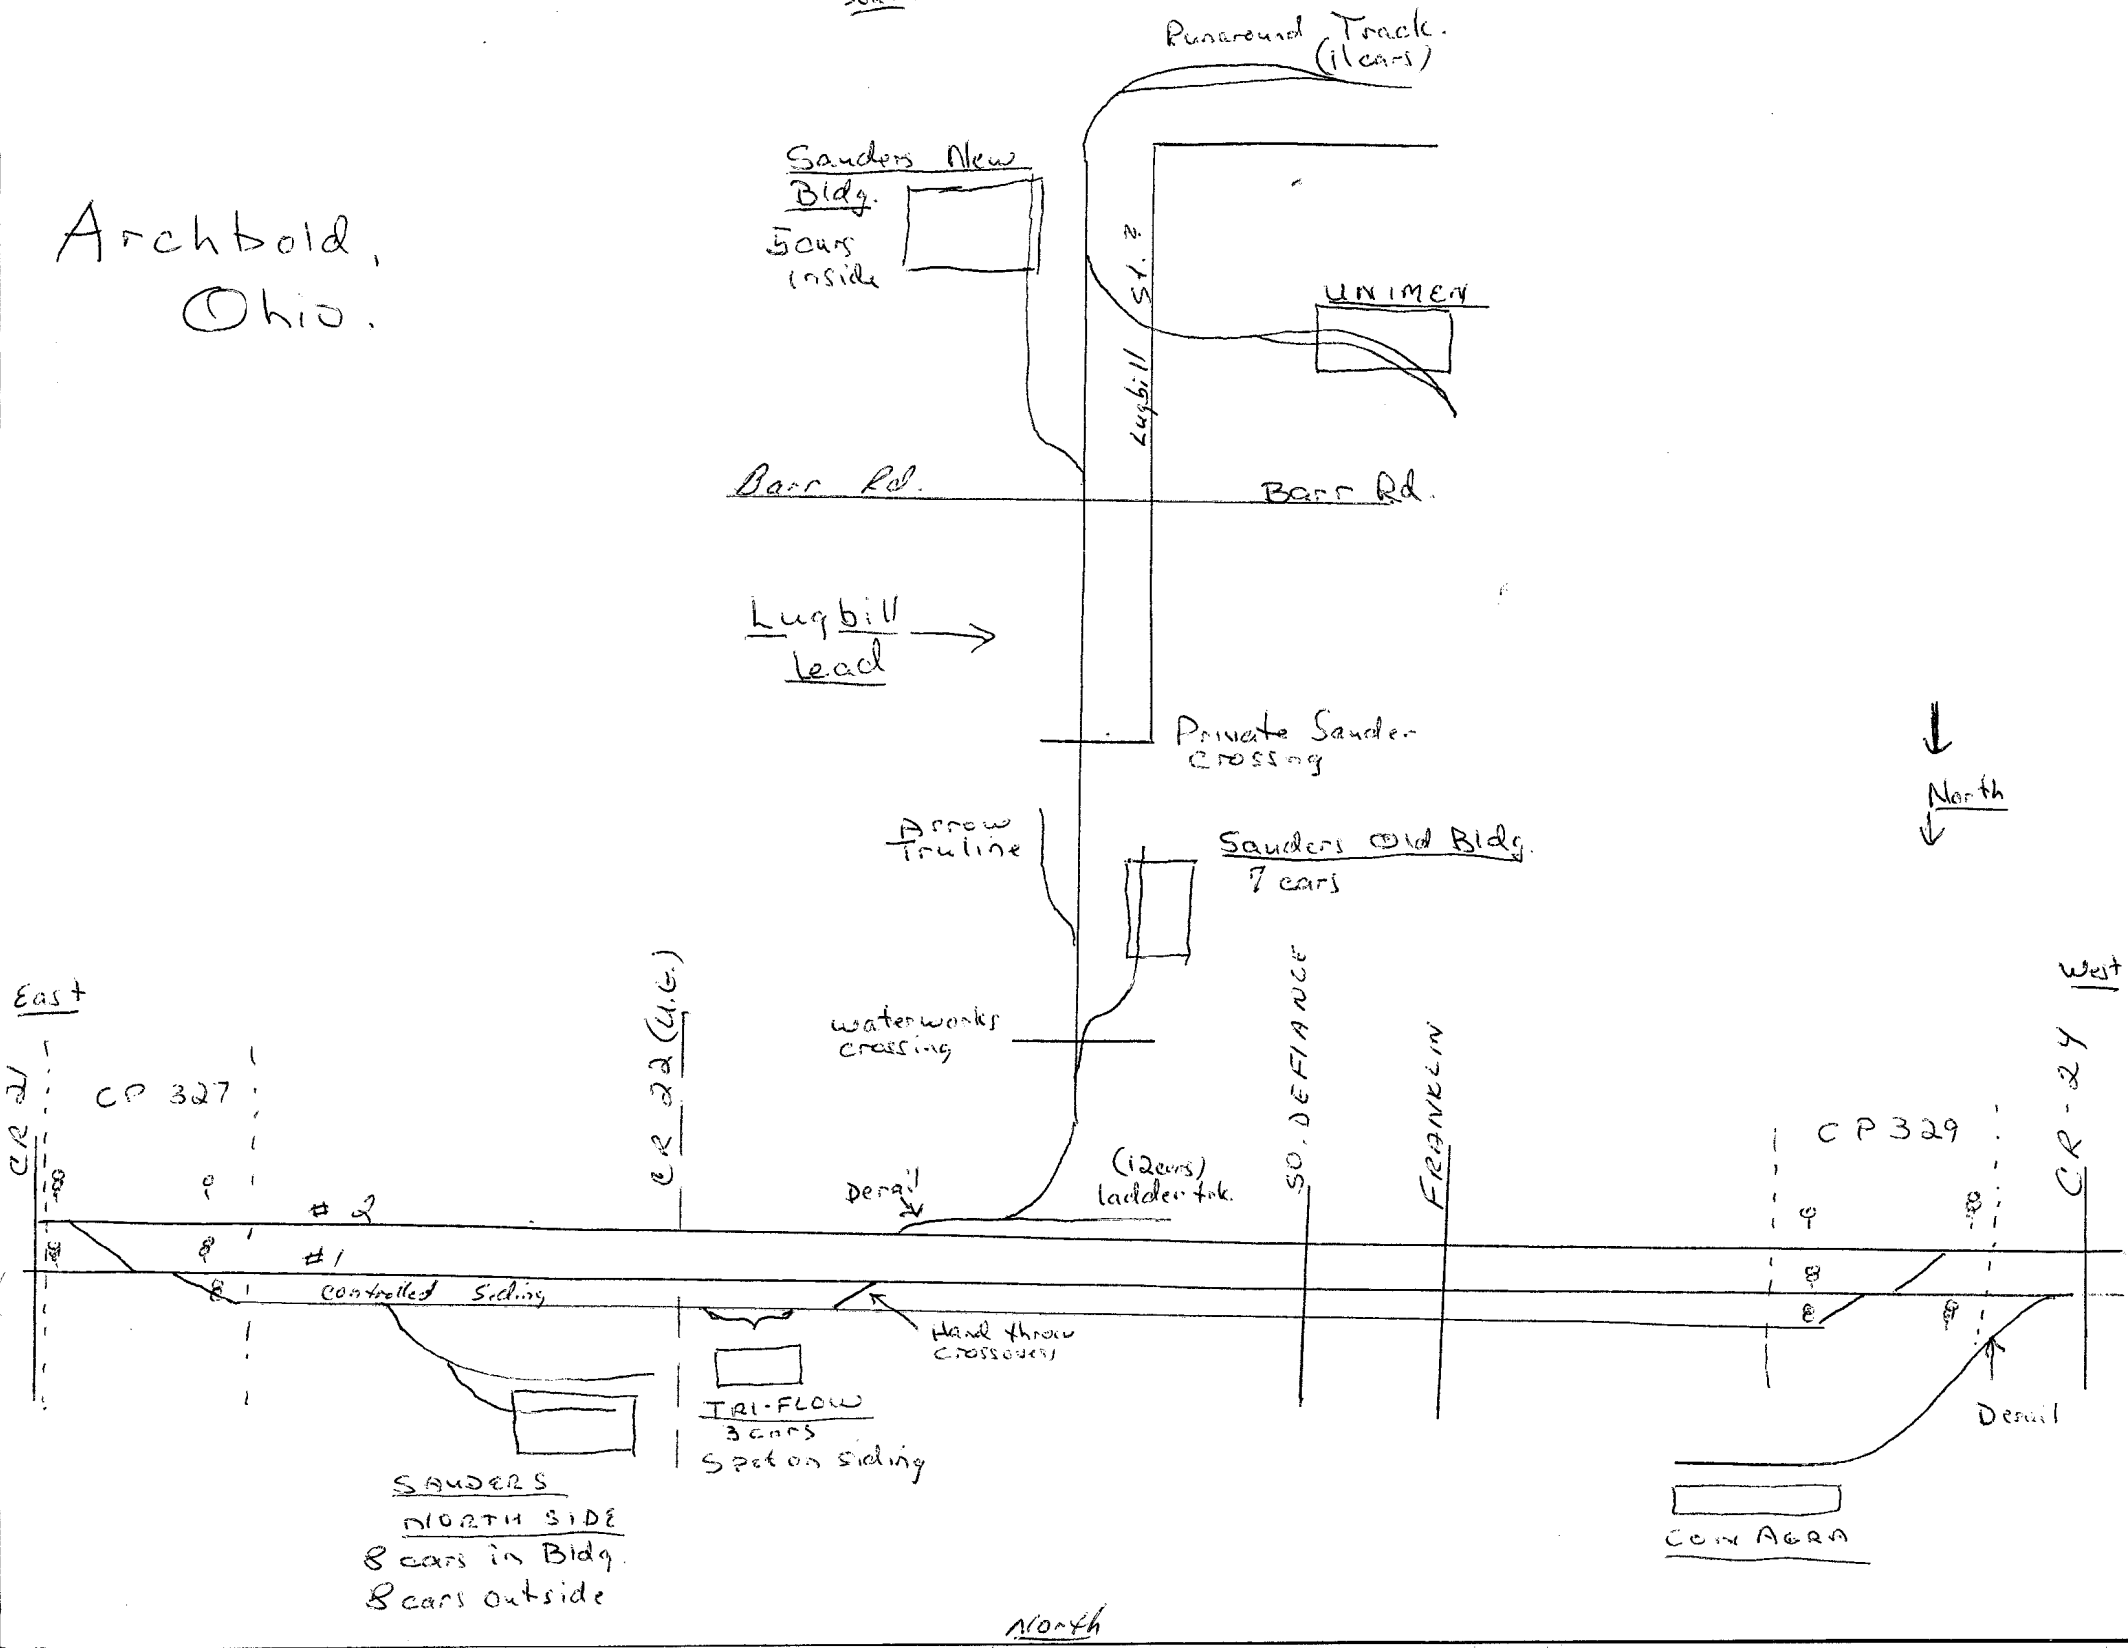 Runaround Track.
(11 cars)
Sauders New
Bldg.
5 cars
inside
Archbold,
Ohio.
Lugbill St. ?
UNIMEN
Barr Rd.
Barr Rd.
Lugbill
Lead
Private Sauder
Crossing
North
Arrow
Truline
Sauders Old Bldg.
7 cars
East
West
CR 21
CP 327
CR 22 (U.G.)
waterworks
crossing
SO. DEFIANCE
FRANKLIN
CP 329
CR-24
Derail
(12 cars)
ladder trk.
# 2
#1
controlled Siding
Hand throw
crossovers
TRI-FLOW
3 cars
Spot on siding
Derail
SAUDERS
NORTH SIDE
8 cars in Bldg.
8 cars outside
CON AGRA
North